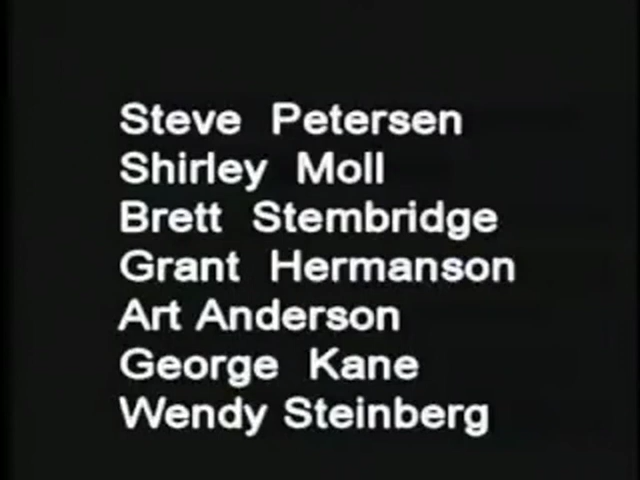 Steve Petersen
Shirley Moll
Brett Stembridge
Grant Hermanson
Art Anderson
George Kane
Wendy Steinberg